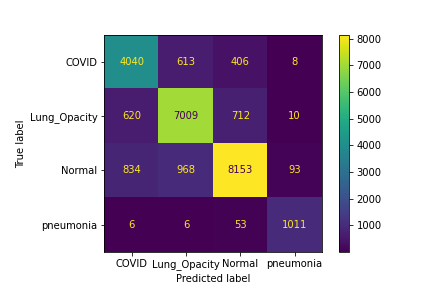 COVID 4040 613 406 8
Lung_Opacity 620 7009 712 10
Normal 834 968 8153 93
pneumonia 6 6 53 1011
COVID Lung_Opacity Normal pneumonia
Predicted label
True label
8000
7000
6000
5000
4000
3000
2000
1000